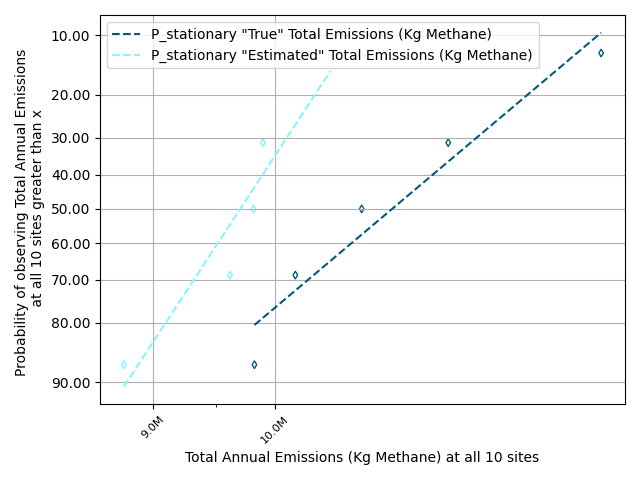 P_stationary "True" Total Emissions (Kg Methane)
P_stationary "Estimated" Total Emissions (Kg Methane)
Probability of observing Total Annual Emissions
at all 10 sites greater than x
10.00
20.00
30.00
40.00
50.00
60.00
70.00
80.00
90.00
9.0M
10.0M
Total Annual Emissions (Kg Methane) at all 10 sites